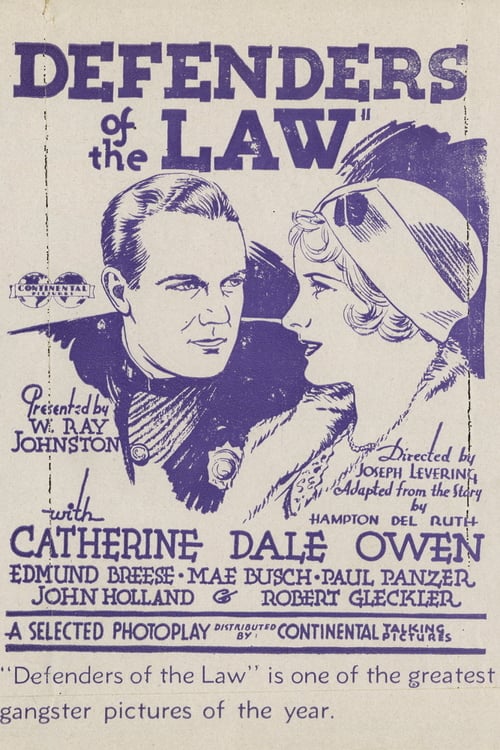 DEFENDERS
of
the LAW"
CONTINENTAL
PICTURES
Presented by
W. RAY
JOHNSTON
Directed by
JOSEPH LEVERING
Adapted from the Story
by
HAMPTON DEL RUTH
with
CATHERINE DALE OWEN
EDMUND BREESE · MAE BUSCH · PAUL PANZER
JOHN HOLLAND & ROBERT GLECKLER
A SELECTED PHOTOPLAY DISTRIBUTED BY: CONTINENTAL TALKING PICTURES
"Defenders of the Law" is one of the greatest
gangster pictures of the year.